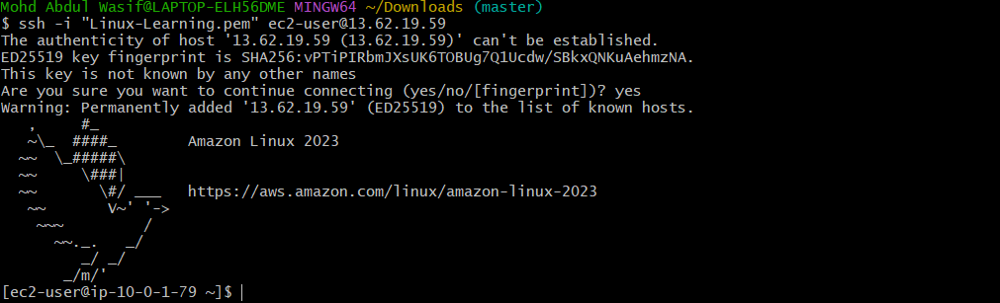 Mohd Abdul Wasif@LAPTOP-ELH56DME MINGW64 ~/Downloads (master)
$ ssh -i "Linux-Learning.pem" ec2-user@13.62.19.59
The authenticity of host '13.62.19.59 (13.62.19.59)' can't be established.
ED25519 key fingerprint is SHA256:vPTiPIRbmJXsUK6TOBUg7Q1Ucdw/SBkxQNKuAehmzNA.
This key is not known by any other names
Are you sure you want to continue connecting (yes/no/[fingerprint])? yes
Warning: Permanently added '13.62.19.59' (ED25519) to the list of known hosts.
   ,     #_
   ~\_  ####_        Amazon Linux 2023
  ~~  \_#####\
  ~~     \###|
  ~~       \#/ ___   https://aws.amazon.com/linux/amazon-linux-2023
   ~~       V~' '->
    ~~~         /
      ~~._.   _/
         _/ _/
       _/m/'
[ec2-user@ip-10-0-1-79 ~]$